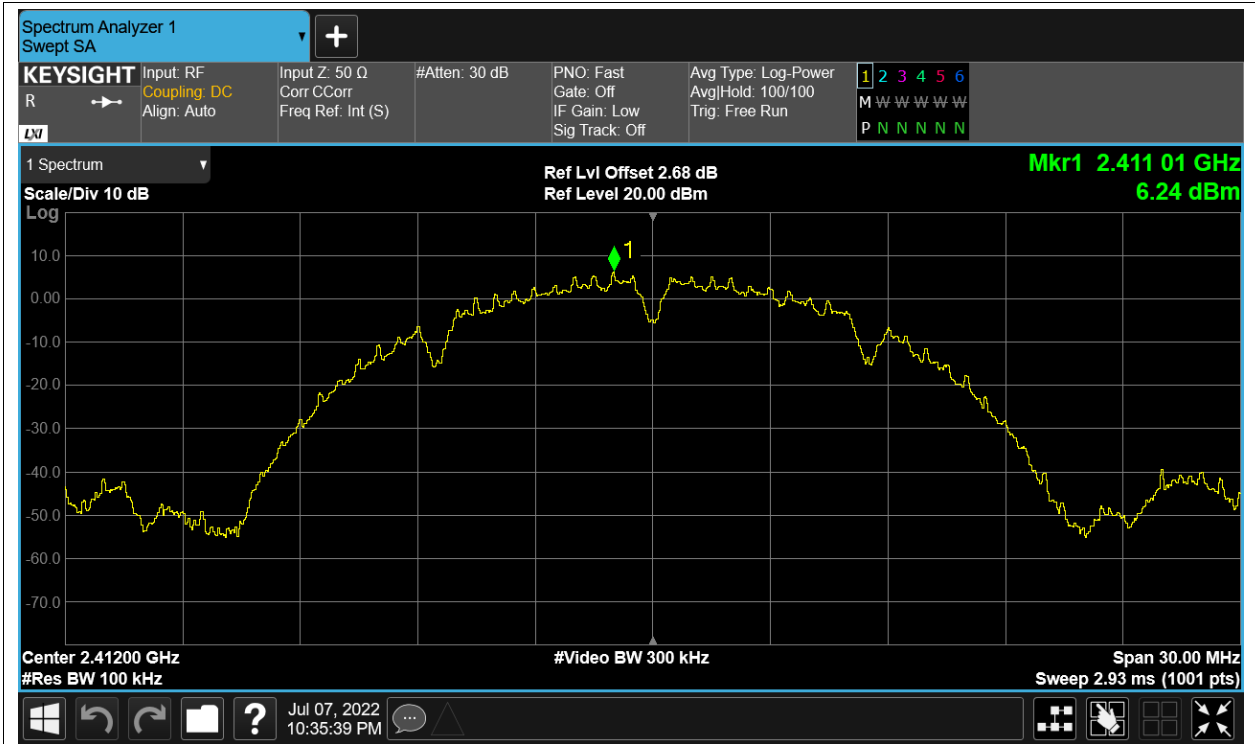 Spectrum Analyzer 1
Swept SA
KEYSIGHT
R
LXI
Input: RF
Coupling: DC
Align: Auto
Input Z: 50 Ω
Corr CCorr
Freq Ref: Int (S)
#Atten: 30 dB
PNO: Fast
Gate: Off
IF Gain: Low
Sig Track: Off
Avg Type: Log-Power
Avg|Hold: 100/100
Trig: Free Run
1 2 3 4 5 6
M W W W W W
P N N N N N
1 Spectrum
Scale/Div 10 dB
Log
Ref Lvl Offset 2.68 dB
Ref Level 20.00 dBm
Mkr1 2.411 01 GHz
6.24 dBm
1
10.0
0.00
-10.0
-20.0
-30.0
-40.0
-50.0
-60.0
-70.0
Center 2.41200 GHz
#Res BW 100 kHz
#Video BW 300 kHz
Span 30.00 MHz
Sweep 2.93 ms (1001 pts)
?
Jul 07, 2022
10:35:39 PM